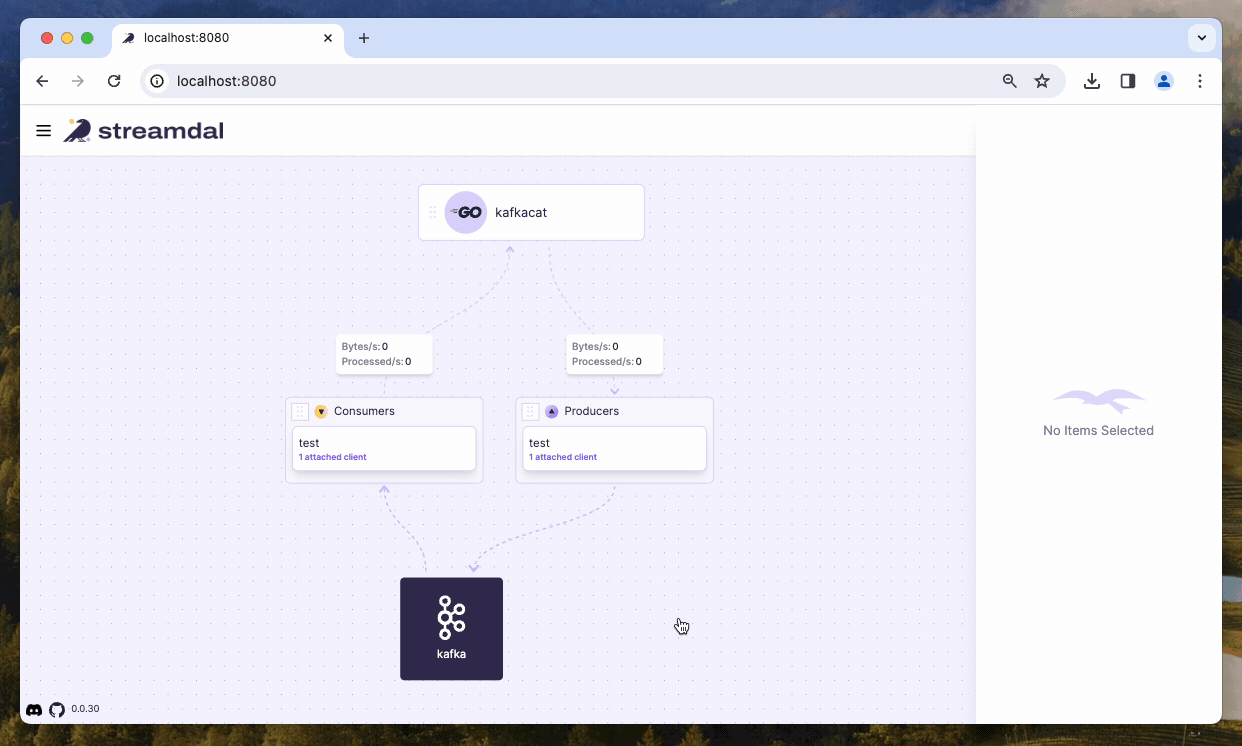 localhost:8080
localhost:8080
streamdal
GO kafkacat
Bytes/s: 0
Processed/s: 0
Bytes/s: 0
Processed/s: 0
Consumers
test
1 attached client
Producers
test
1 attached client
kafka
No Items Selected
0.0.30